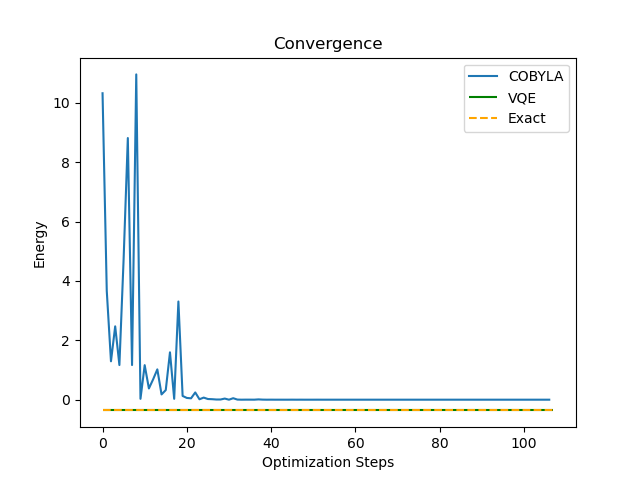 Convergence
COBYLA
VQE
Exact
Energy
10
8
6
4
2
0
0 20 40 60 80 100
Optimization Steps